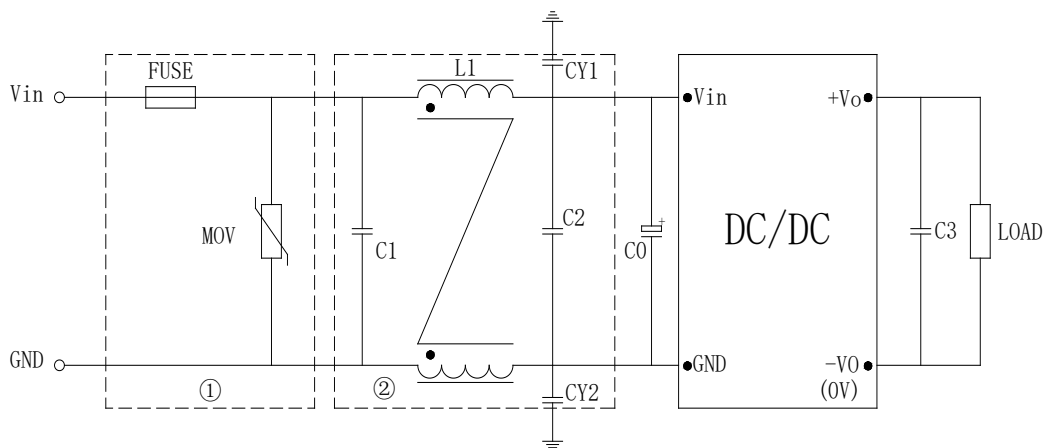 FUSE
L1
CY1
Vin
Vin
+Vo
MOV
C1
C2
C0
+
DC/DC
C3
LOAD
GND
GND
-VO
(0V)
①
②
CY2